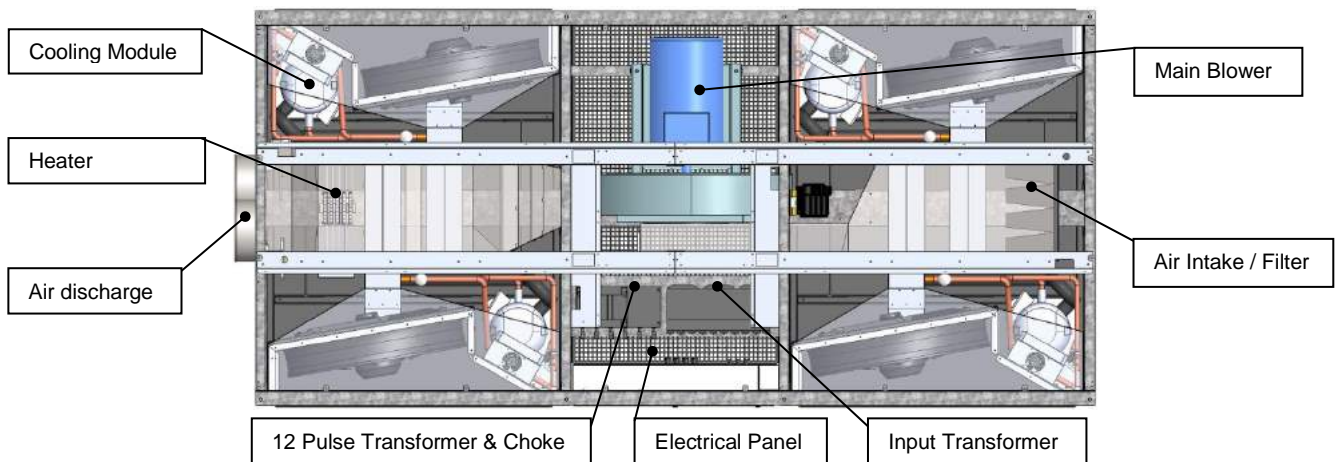 Cooling Module
Main Blower
Heater
Air Intake / Filter
Air discharge
12 Pulse Transformer & Choke
Electrical Panel
Input Transformer